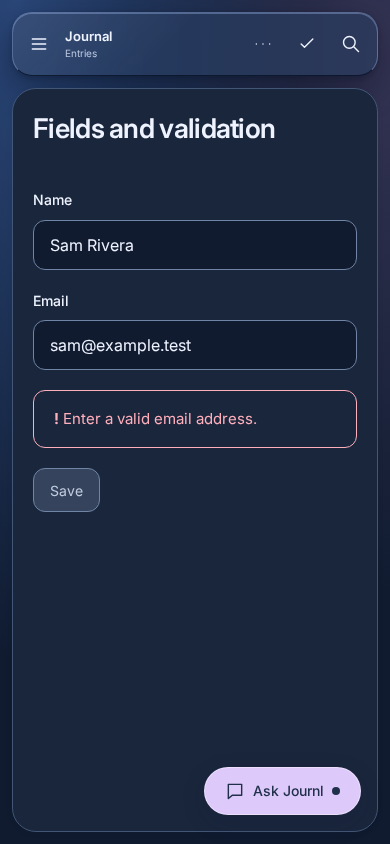 Journal
Entries
Fields and validation
Name
Sam Rivera
Email
sam@example.test
! Enter a valid email address.
Save
Ask Journl